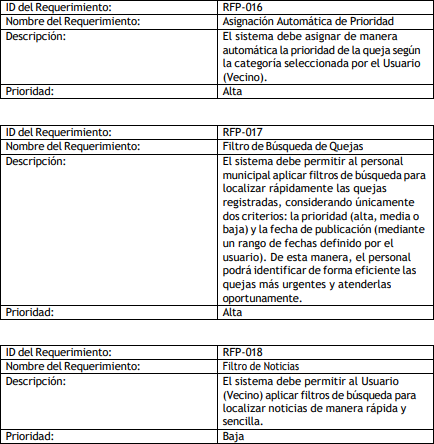 ID del Requerimiento: RFP-016
Nombre del Requerimiento: Asignación Automática de Prioridad
Descripción: El sistema debe asignar de manera
automática la prioridad de la queja según
la categoría seleccionada por el Usuario
(Vecino).
Prioridad: Alta
ID del Requerimiento: RFP-017
Nombre del Requerimiento: Filtro de Búsqueda de Quejas
Descripción: El sistema debe permitir al personal
municipal aplicar filtros de búsqueda para
localizar rápidamente las quejas
registradas, considerando únicamente
dos criterios: la prioridad (alta, media o
baja) y la fecha de publicación (mediante
un rango de fechas definido por el
usuario). De esta manera, el personal
podrá identificar de forma eficiente las
quejas más urgentes y atenderlas
oportunamente.
Prioridad: Alta
ID del Requerimiento: RFP-018
Nombre del Requerimiento: Filtro de Noticias
Descripción: El sistema debe permitir al Usuario
(Vecino) aplicar filtros de búsqueda para
localizar noticias de manera rápida y
sencilla.
Prioridad: Baja